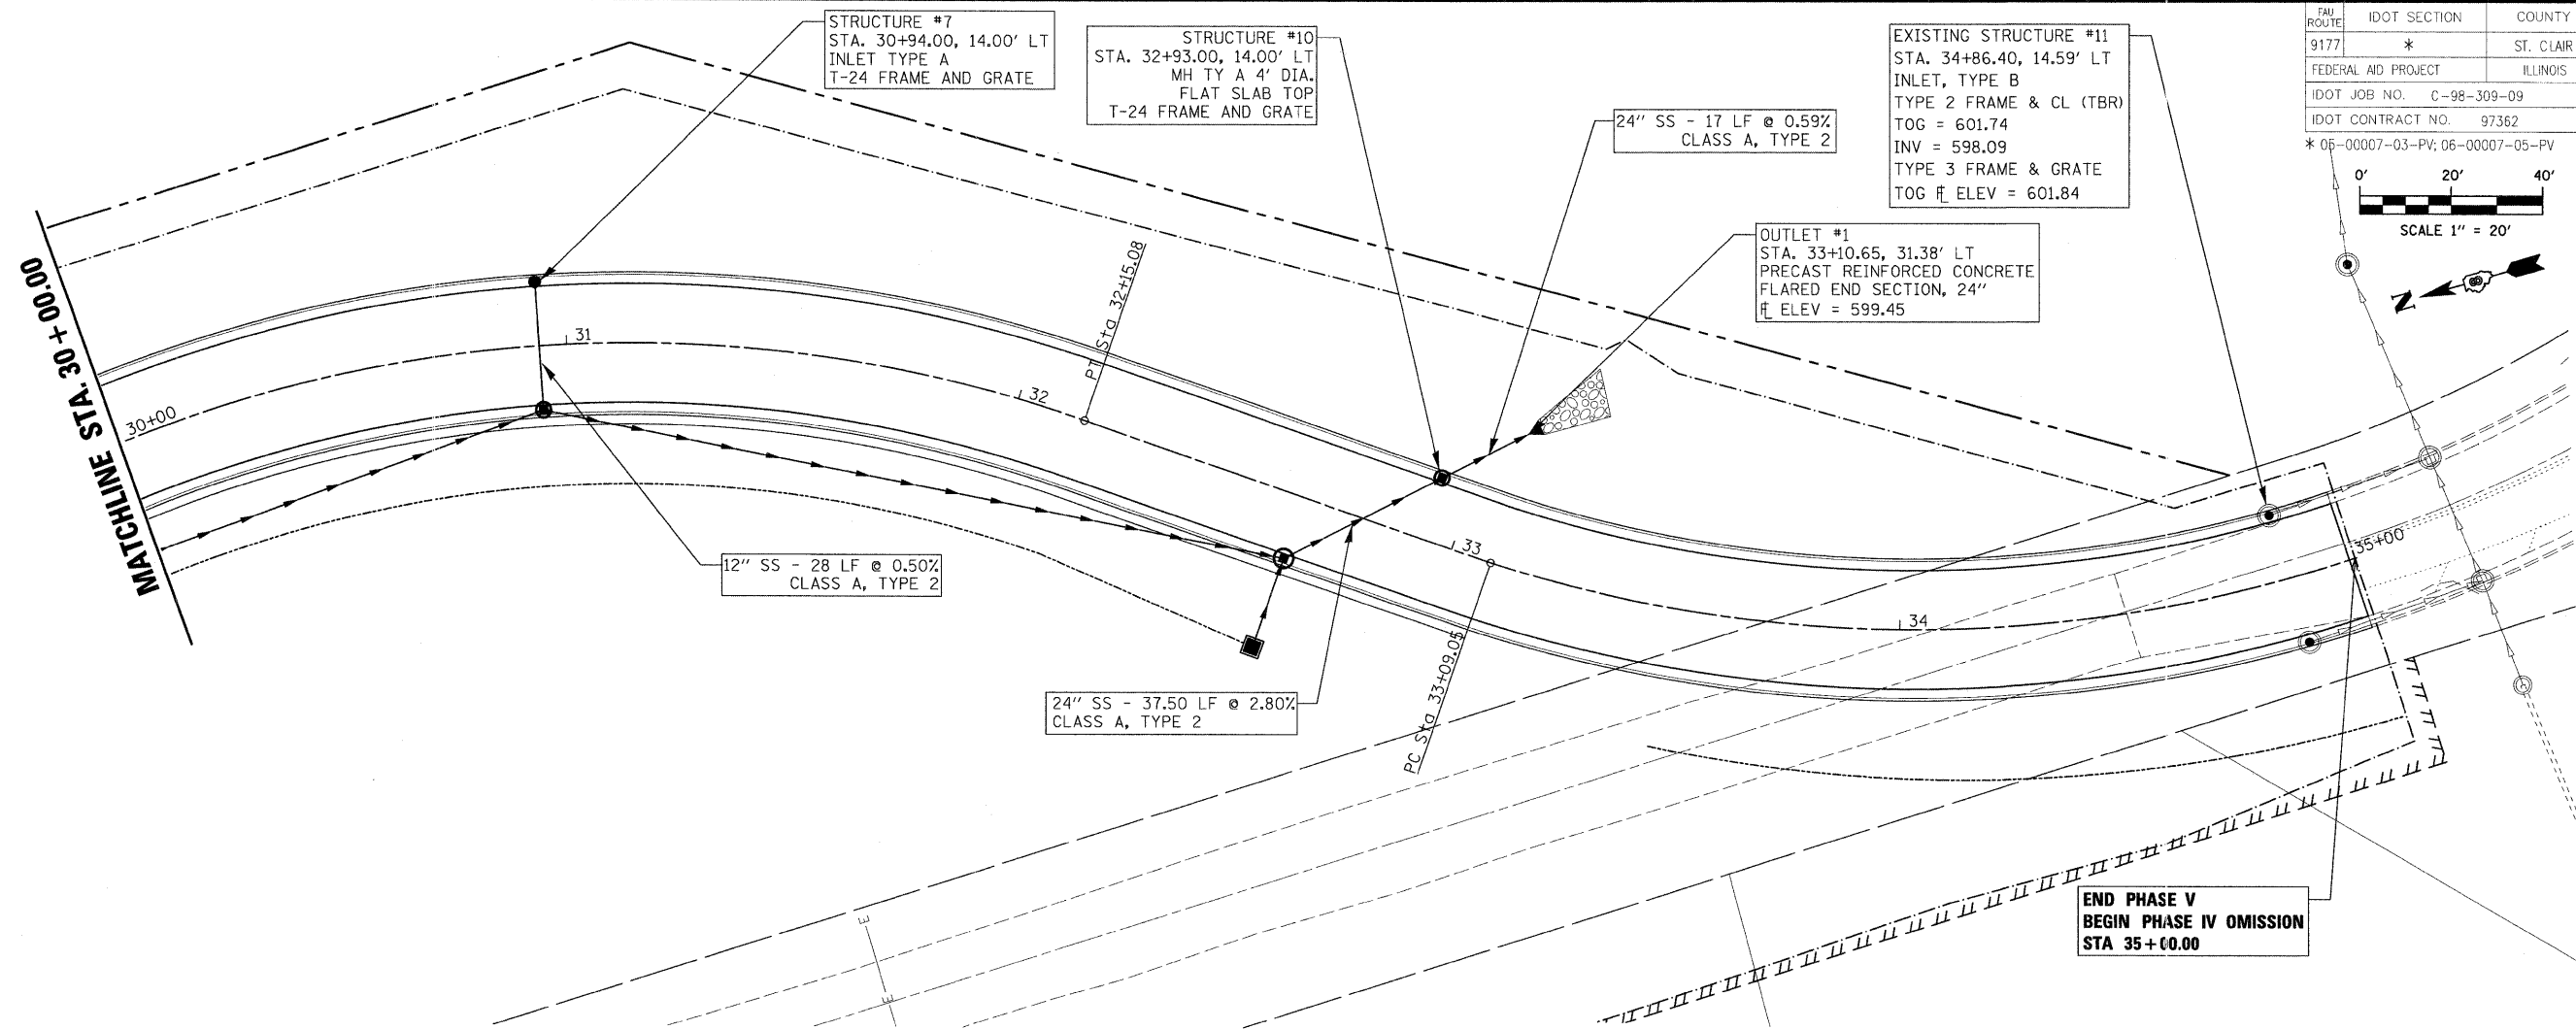 STRUCTURE #7
STA. 30+94.00, 14.00' LT
INLET TYPE A
T-24 FRAME AND GRATE
STRUCTURE #10
STA. 32+93.00, 14.00' LT
MH TY A 4' DIA.
FLAT SLAB TOP
T-24 FRAME AND GRATE
24" SS - 17 LF @ 0.59%
CLASS A, TYPE 2
EXISTING STRUCTURE #11
STA. 34+86.40, 14.59' LT
INLET, TYPE B
TYPE 2 FRAME & CL (TBR)
TOG = 601.74
INV = 598.09
TYPE 3 FRAME & GRATE
TOG FL ELEV = 601.84
FAU ROUTE IDOT SECTION COUNTY
9177 * ST. CLAIR
FEDERAL AID PROJECT ILLINOIS
IDOT JOB NO. C-98-309-09
IDOT CONTRACT NO. 97362
* 05-00007-03-PV; 06-00007-05-PV
0' 20' 40'
SCALE 1" = 20'
N
OUTLET #1
STA. 33+10.65, 31.38' LT
PRECAST REINFORCED CONCRETE
FLARED END SECTION, 24"
FL ELEV = 599.45
MATCHLINE STA. 30+00.00
30+00
31
32
PT Sta 32+15.08
33
PC Sta 33+09.05
34
35+00
12" SS - 28 LF @ 0.50%
CLASS A, TYPE 2
24" SS - 37.50 LF @ 2.80%
CLASS A, TYPE 2
E
E
END PHASE V
BEGIN PHASE IV OMISSION
STA 35+00.00